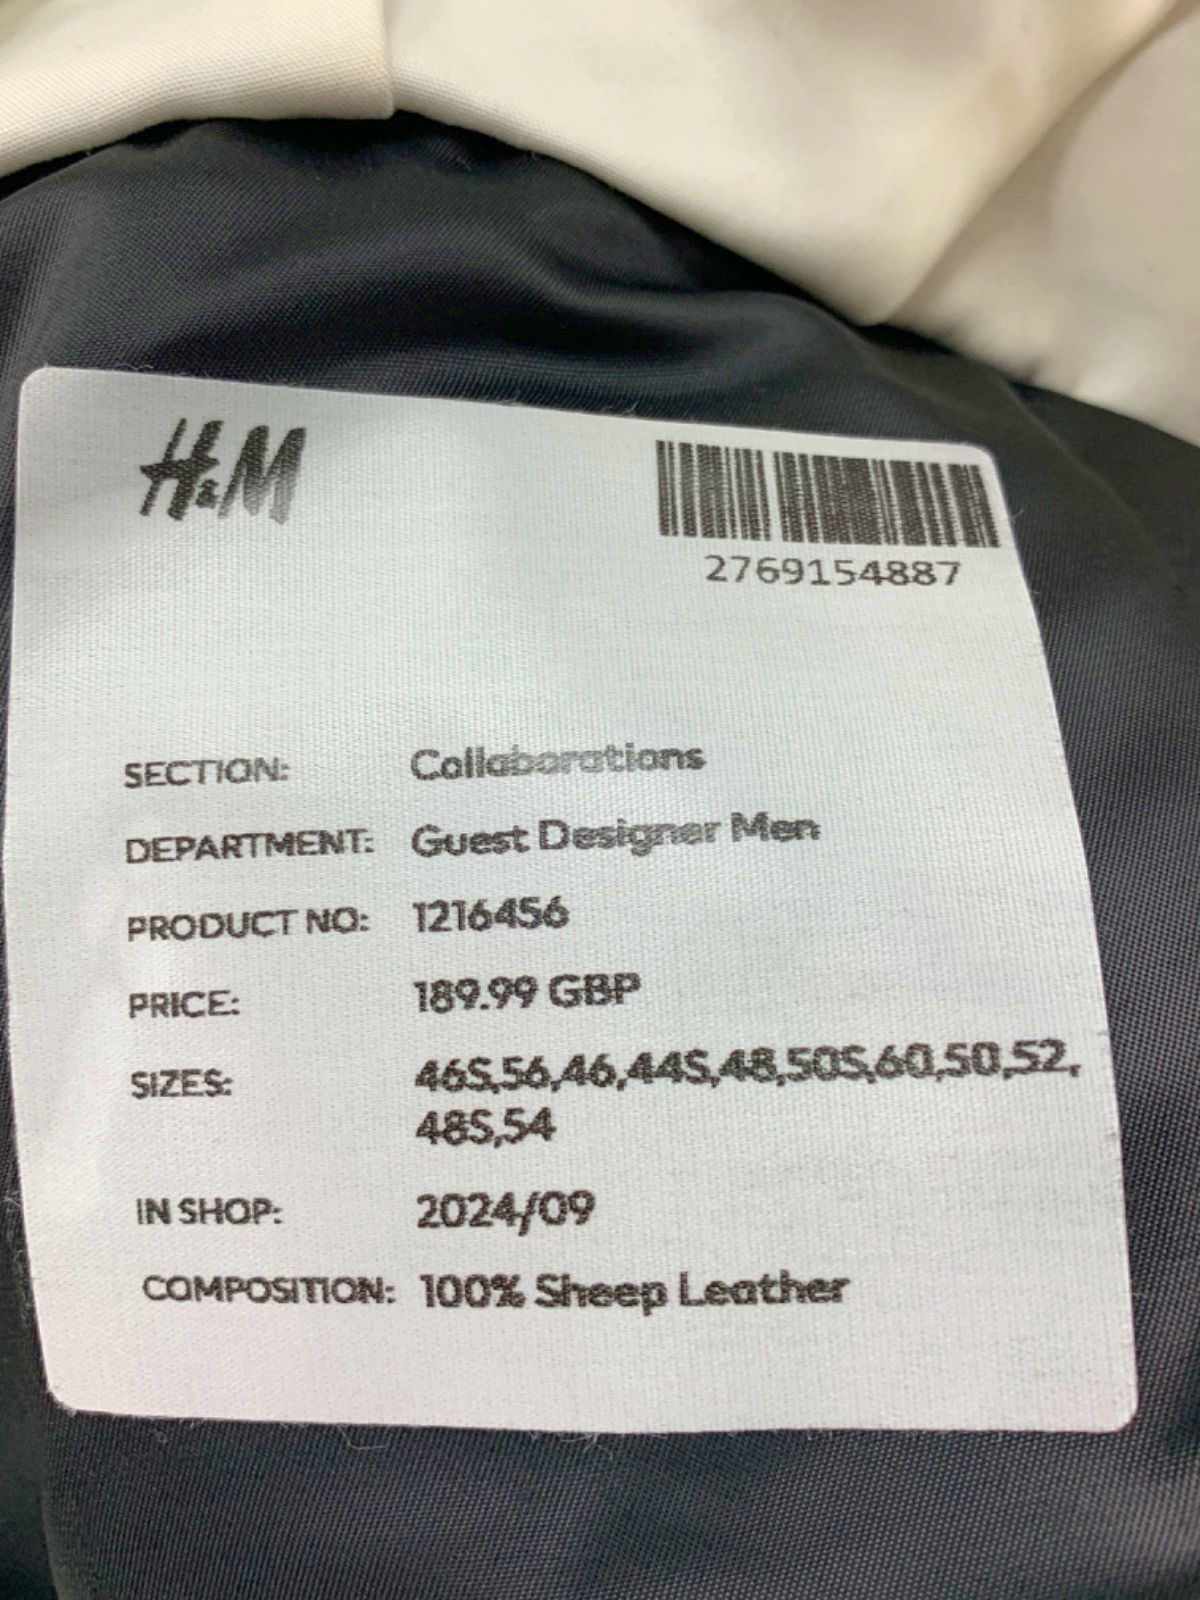 H&M
2769154887
SECTION: Collaborations
DEPARTMENT: Guest Designer Men
PRODUCT NO: 1216456
PRICE: 189.99 GBP
SIZES: 46S,56,46,44S,48,50S,60,50,52,
48S,54
IN SHOP: 2024/09
COMPOSITION: 100% Sheep Leather